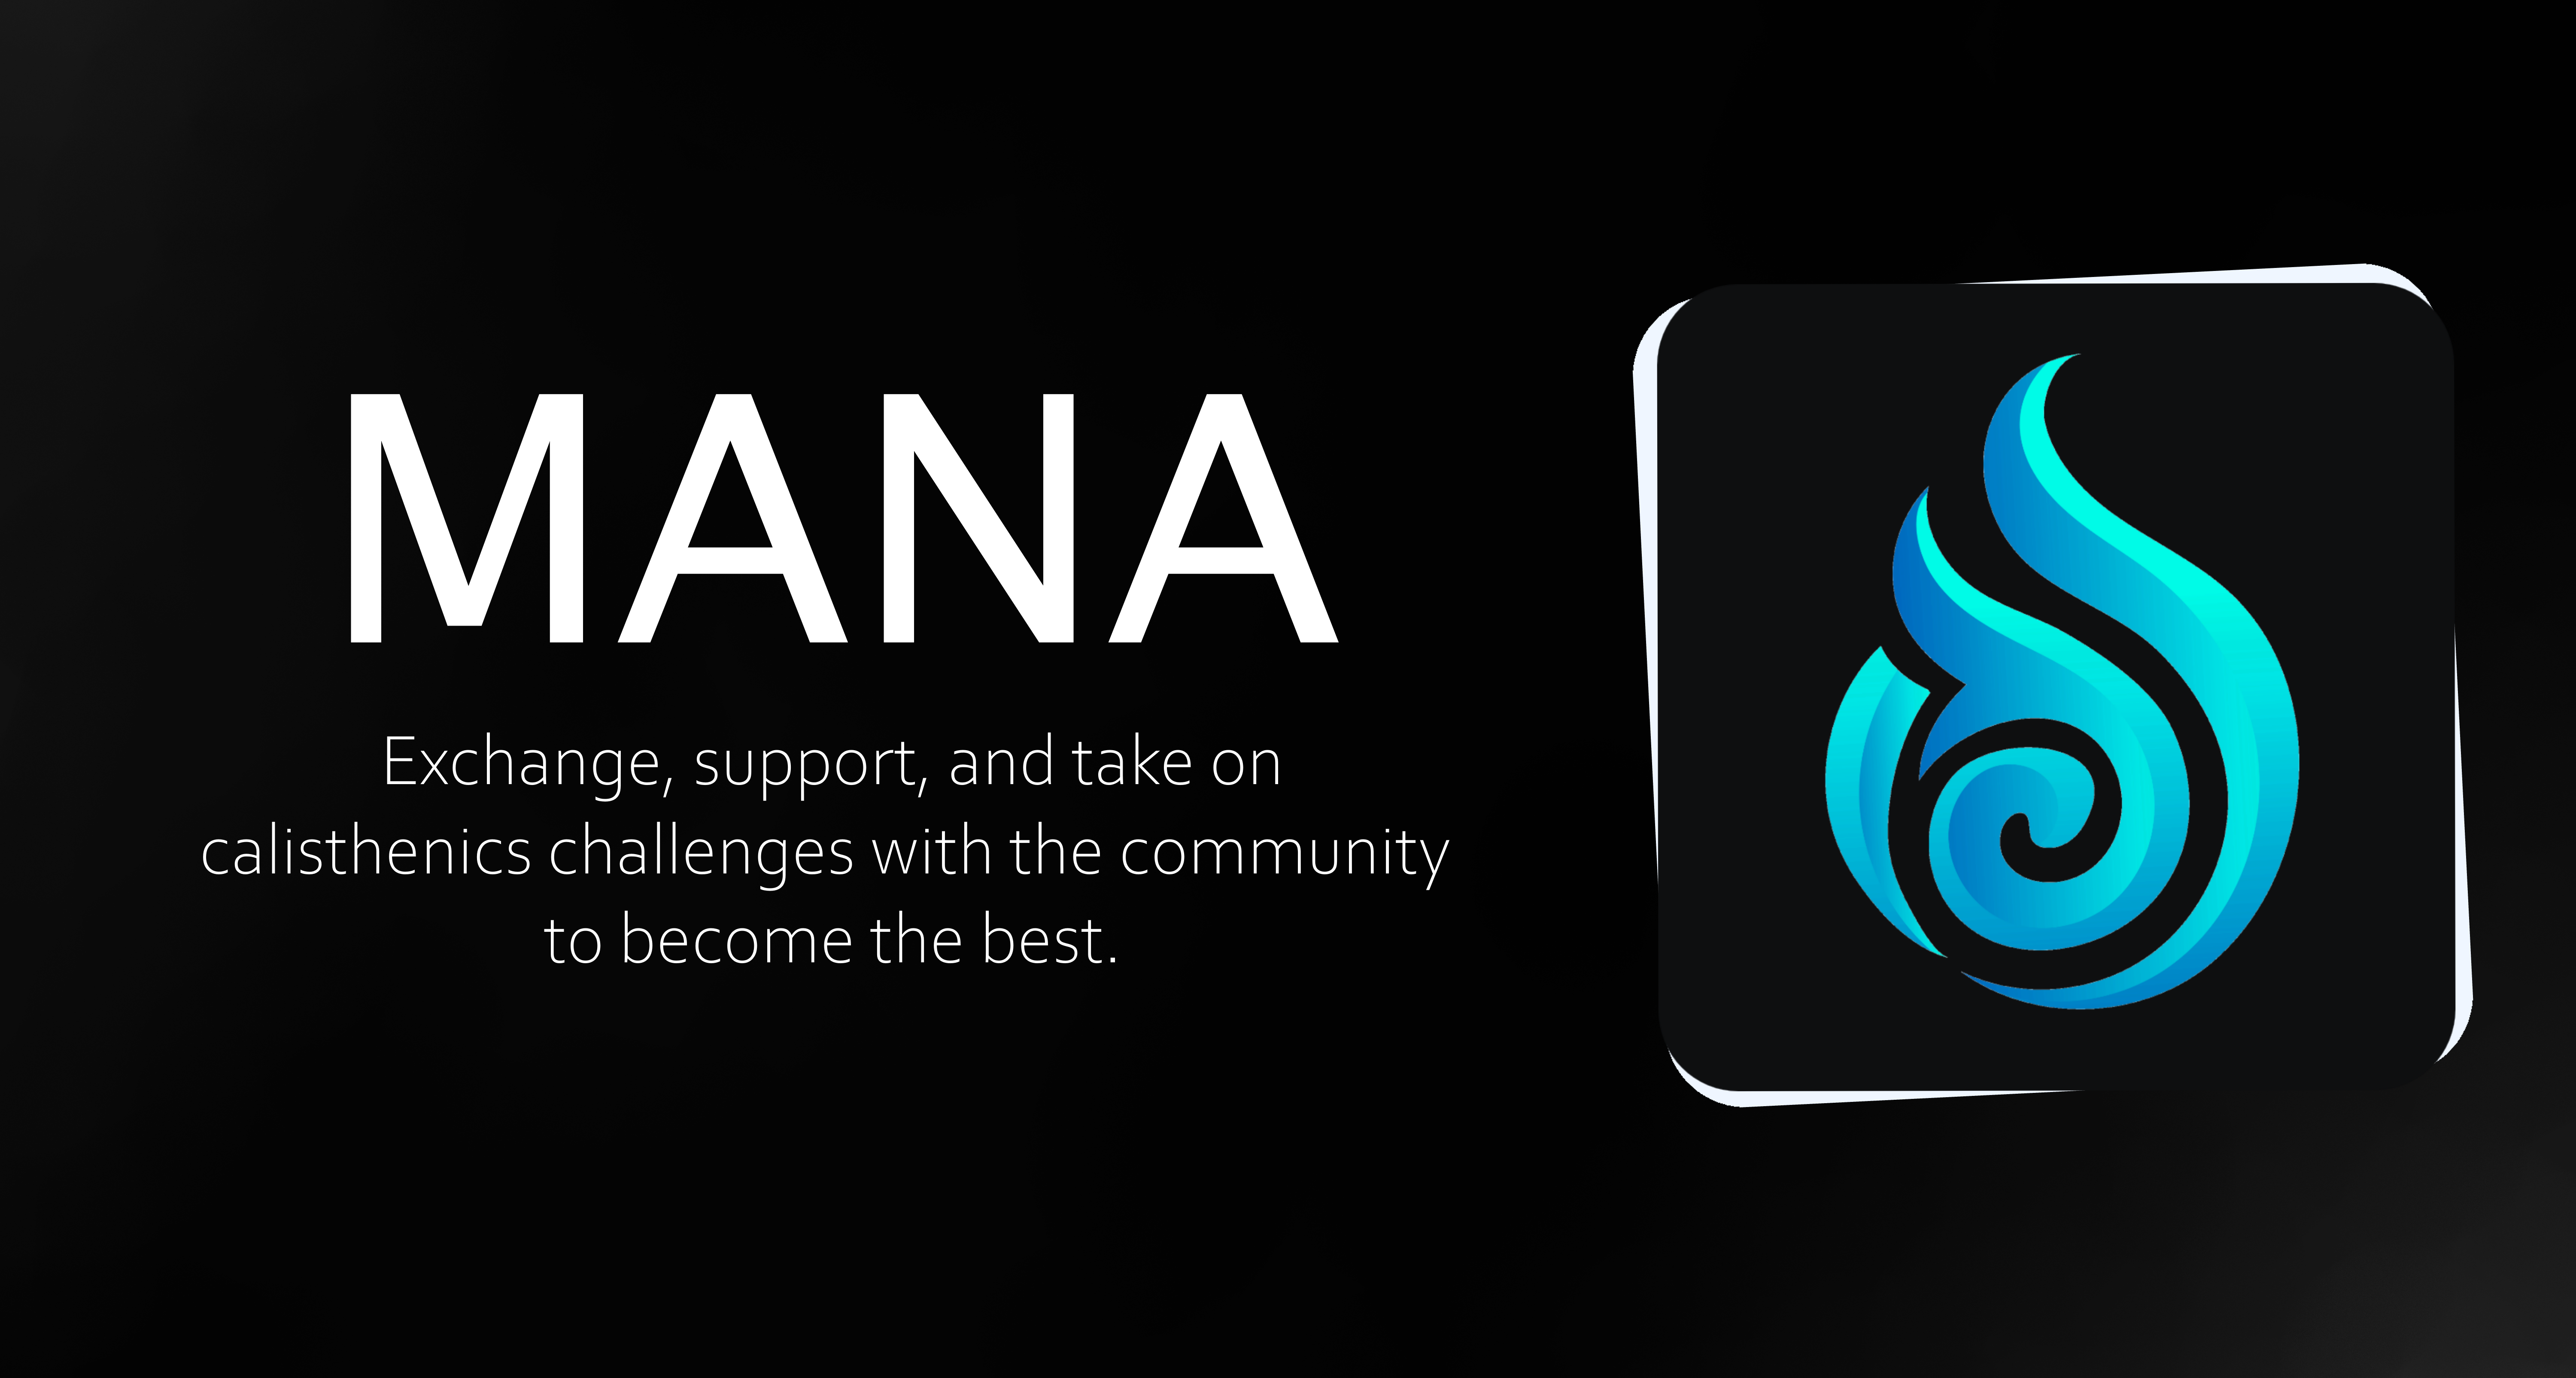 MANA
Exchange, support, and take on
calisthenics challenges with the community
to become the best.